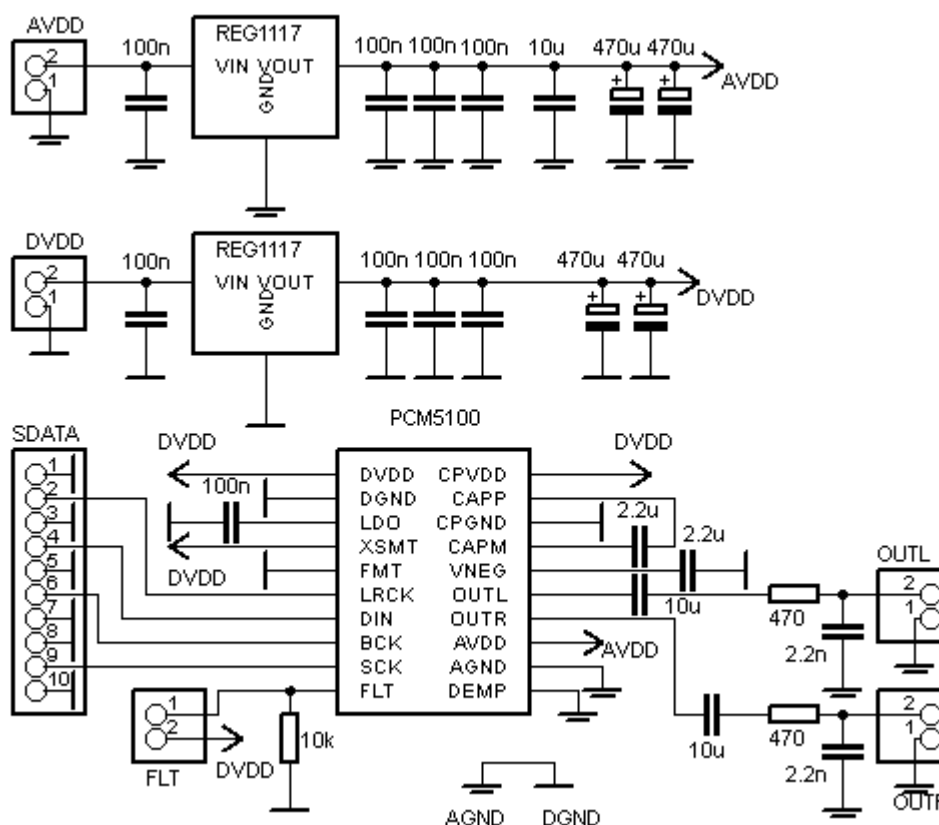 AVDD
2
1
100n
REG1117
VIN VOUT
GND
100n 100n 100n 10u 470u 470u
+ +
AVDD
DVDD
2
1
100n
REG1117
VIN VOUT
GND
100n 100n 100n 470u 470u
+ +
DVDD
PCM5100
SDATA
1
2
3
4
5
6
7
8
9
10
DVDD
100n
DVDD
DVDD CPVDD
DGND CAPP
LDO CPGND
XSMT CAPM
FMT VNEG
LRCK OUTL
DIN OUTR
BCK AVDD
SCK AGND
FLT DEMP
DVDD
2.2u
2.2u
10u
AVDD
470
2.2n
OUTL
2
1
10u
470
2.2n
2
1
OUTR
1
2
FLT
DVDD
10k
AGND DGND